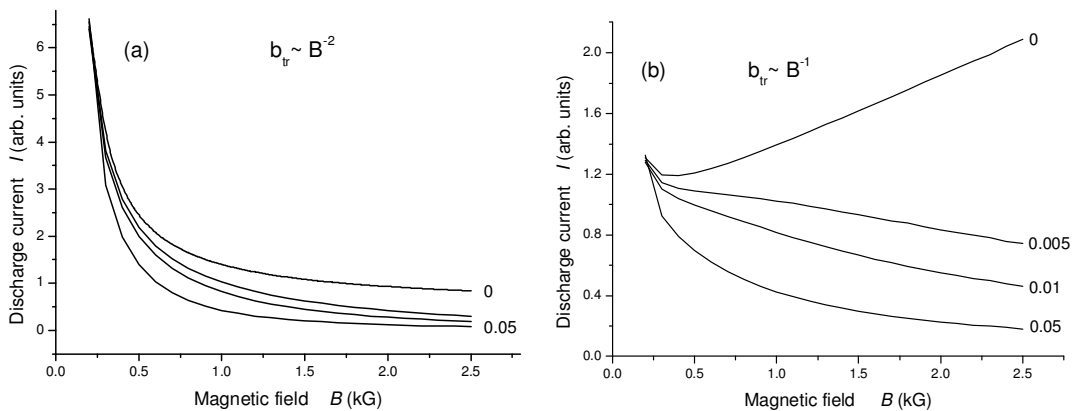 (a)
b_tr ~ B^-2
6
5
4
3
2
1
0
0
0.05
0.0 0.5 1.0 1.5 2.0 2.5
Discharge current I (arb. units)
Magnetic field B (kG)
(b)
b_tr ~ B^-1
2.0
1.6
1.2
0.8
0.4
0.0
0
0.005
0.01
0.05
0.0 0.5 1.0 1.5 2.0 2.5
Discharge current I (arb. units)
Magnetic field B (kG)